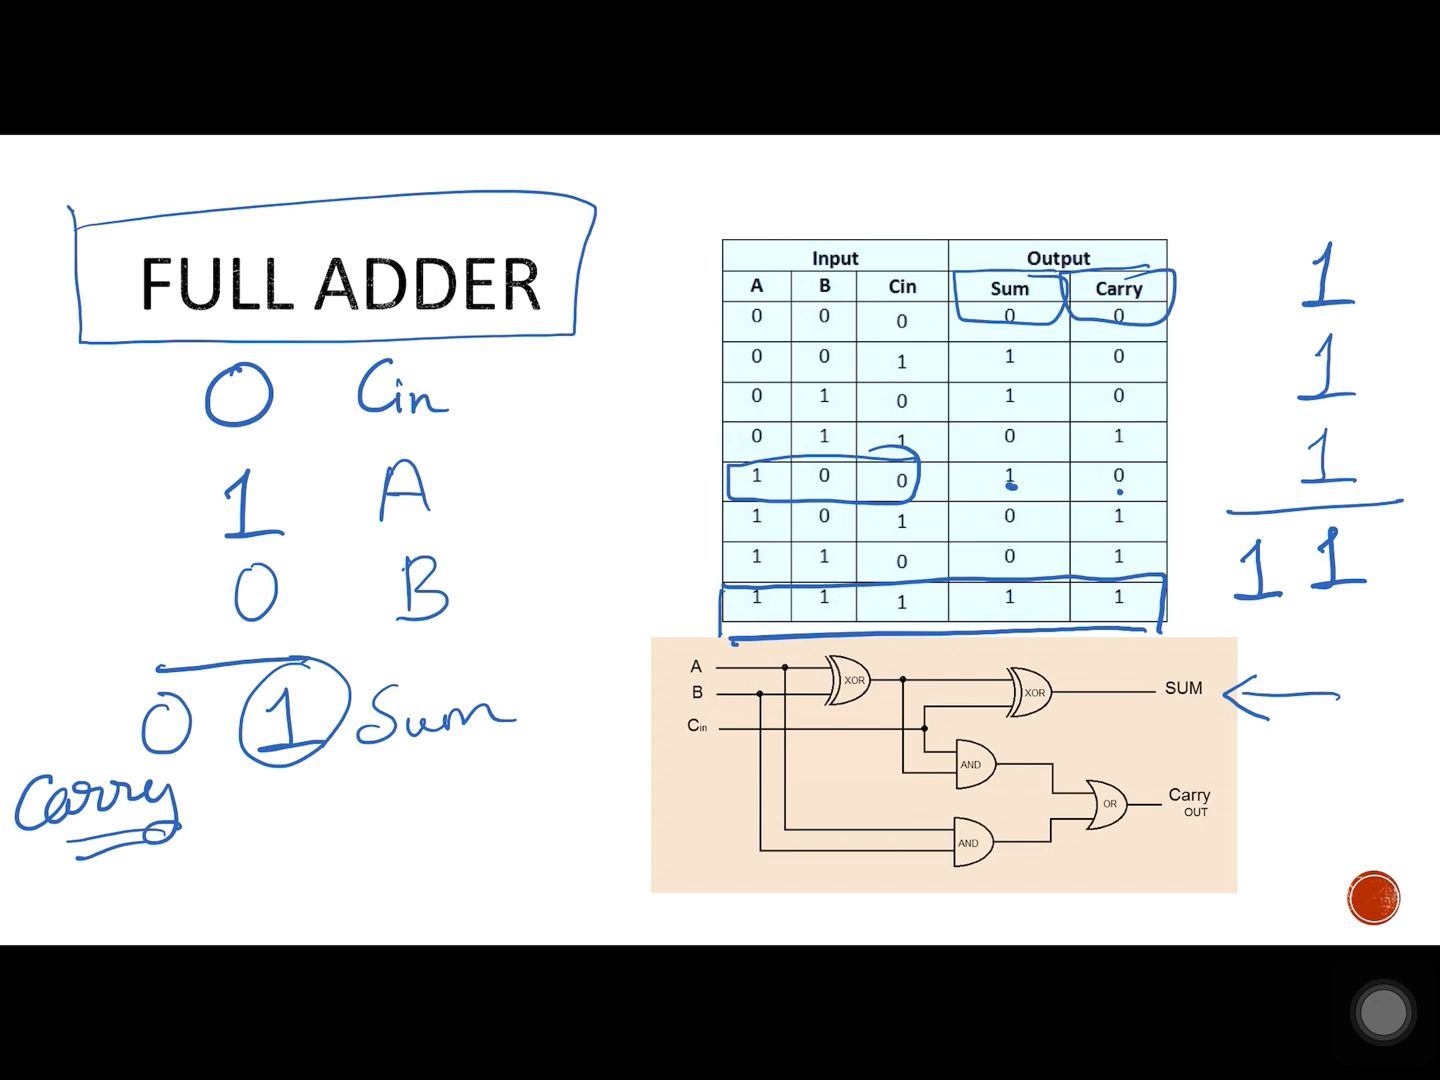 FULL ADDER
0 Cin
1 A
0 B
0 1 Sum
Carry
Input Output
A B Cin Sum Carry
0 0 0 0 0
0 0 1 1 0
0 1 0 1 0
0 1 1 0 1
1 0 0 1 0
1 0 1 0 1
1 1 0 0 1
1 1 1 1 1
1
1
1
1 1
A
B
Cin
XOR
XOR
SUM
AND
AND
OR
Carry
OUT